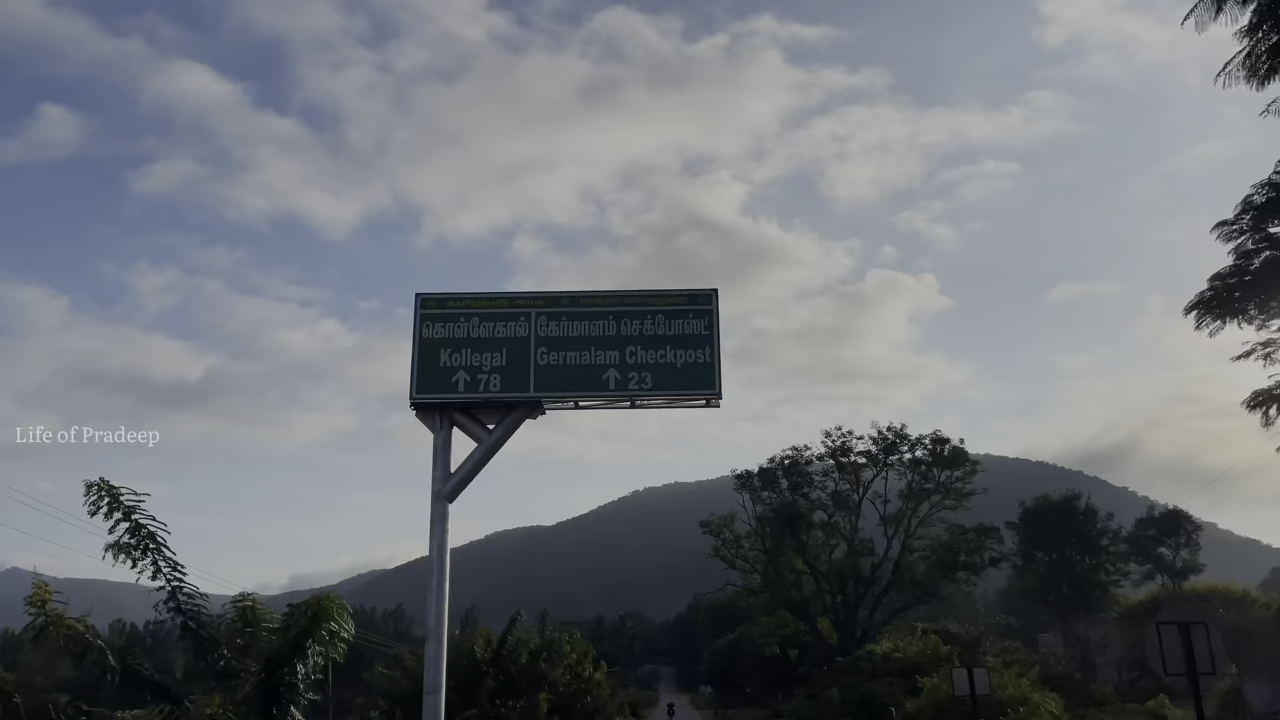 கொள்ளேகால்
Kollegal
↑ 78
கேர்மாளம் செக்போஸ்ட்
Germalam Checkpost
↑ 23
Life of Pradeep